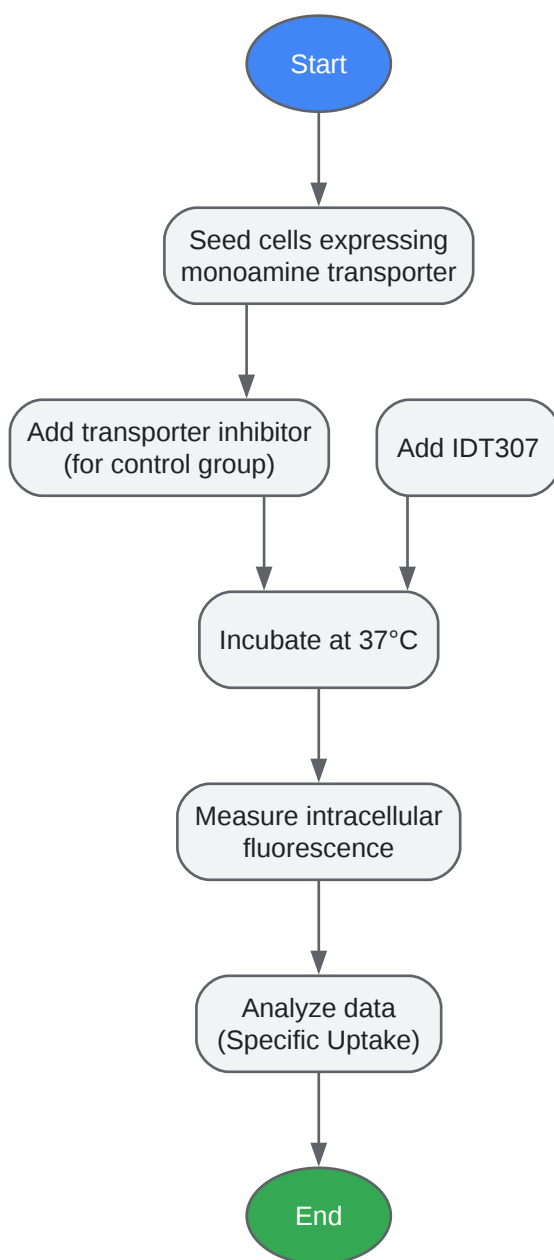 Start
Seed cells expressing
monoamine transporter
Add transporter inhibitor
(for control group)
Add IDT307
Incubate at 37°C
Measure intracellular
fluorescence
Analyze data
(Specific Uptake)
End